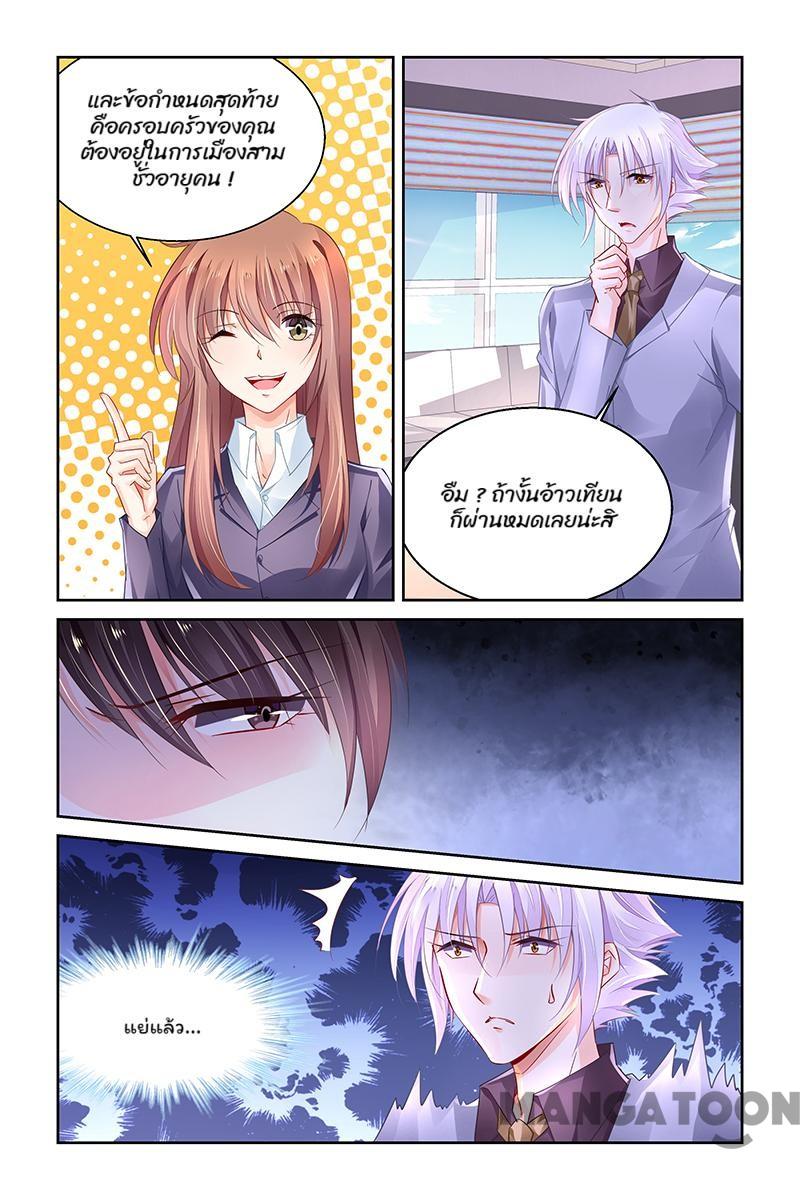 และข้อกำหนดสุดท้าย
คือครอบครัวของคุณ
ต้องอยู่ในการเมืองสาม
ชั่วอายุคน !
อืม ? ถ้างั้นอ้าวเทียน
ก็ผ่านหมดเลยน่ะสิ
แย่แล้ว...
MANGATOON